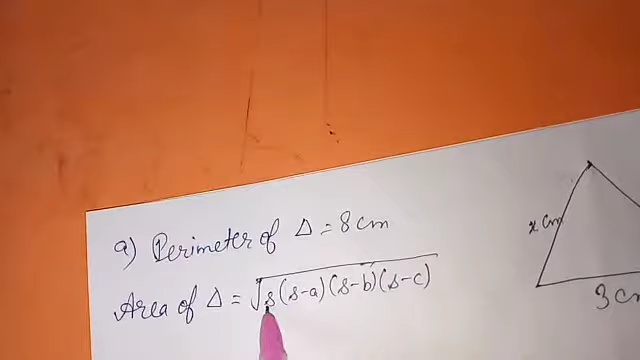 a) Perimeter of Δ = 8 cm
Area of Δ = √s(s-a)(s-b)(s-c)
x cm
3 cm